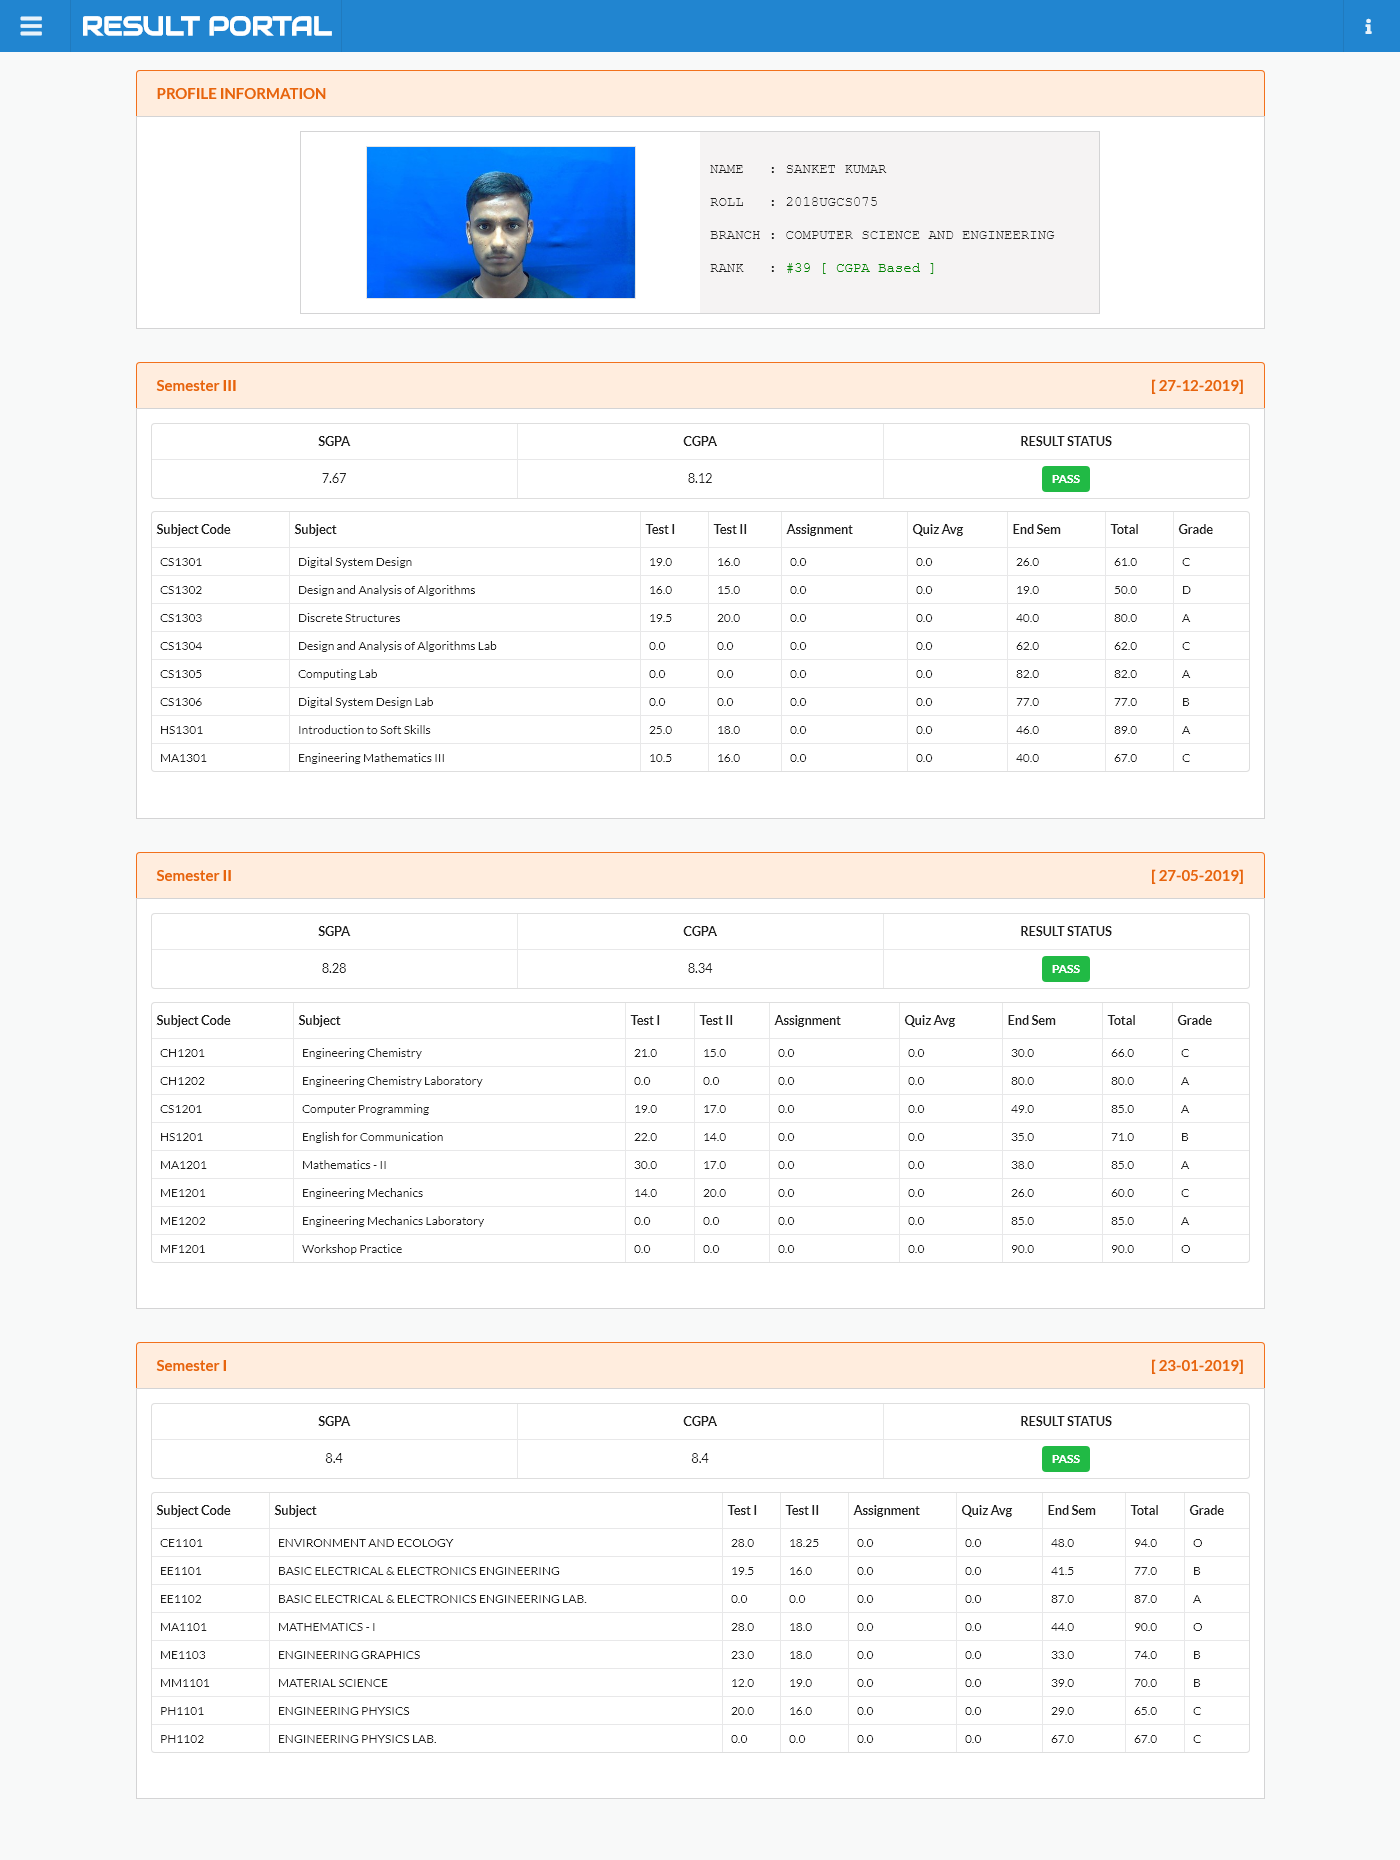 RESULT PORTAL
PROFILE INFORMATION
NAME : SANKET KUMAR
ROLL : 2018UGCS075
BRANCH : COMPUTER SCIENCE AND ENGINEERING
RANK : #39 [ CGPA Based ]
Semester III [ 27-12-2019]
SGPA CGPA RESULT STATUS
7.67 8.12 PASS
Subject Code Subject Test I Test II Assignment Quiz Avg End Sem Total Grade
CS1301 Digital System Design 19.0 16.0 0.0 0.0 26.0 61.0 C
CS1302 Design and Analysis of Algorithms 16.0 15.0 0.0 0.0 19.0 50.0 D
CS1303 Discrete Structures 19.5 20.0 0.0 0.0 40.0 80.0 A
CS1304 Design and Analysis of Algorithms Lab 0.0 0.0 0.0 0.0 62.0 62.0 C
CS1305 Computing Lab 0.0 0.0 0.0 0.0 82.0 82.0 A
CS1306 Digital System Design Lab 0.0 0.0 0.0 0.0 77.0 77.0 B
HS1301 Introduction to Soft Skills 25.0 18.0 0.0 0.0 46.0 89.0 A
MA1301 Engineering Mathematics III 10.5 16.0 0.0 0.0 40.0 67.0 C
Semester II [ 27-05-2019]
SGPA CGPA RESULT STATUS
8.28 8.34 PASS
Subject Code Subject Test I Test II Assignment Quiz Avg End Sem Total Grade
CH1201 Engineering Chemistry 21.0 15.0 0.0 0.0 30.0 66.0 C
CH1202 Engineering Chemistry Laboratory 0.0 0.0 0.0 0.0 80.0 80.0 A
CS1201 Computer Programming 19.0 17.0 0.0 0.0 49.0 85.0 A
HS1201 English for Communication 22.0 14.0 0.0 0.0 35.0 71.0 B
MA1201 Mathematics - II 30.0 17.0 0.0 0.0 38.0 85.0 A
ME1201 Engineering Mechanics 14.0 20.0 0.0 0.0 26.0 60.0 C
ME1202 Engineering Mechanics Laboratory 0.0 0.0 0.0 0.0 85.0 85.0 A
MF1201 Workshop Practice 0.0 0.0 0.0 0.0 90.0 90.0 O
Semester I [ 23-01-2019]
SGPA CGPA RESULT STATUS
8.4 8.4 PASS
Subject Code Subject Test I Test II Assignment Quiz Avg End Sem Total Grade
CE1101 ENVIRONMENT AND ECOLOGY 28.0 18.25 0.0 0.0 48.0 94.0 O
EE1101 BASIC ELECTRICAL & ELECTRONICS ENGINEERING 19.5 16.0 0.0 0.0 41.5 77.0 B
EE1102 BASIC ELECTRICAL & ELECTRONICS ENGINEERING LAB. 0.0 0.0 0.0 0.0 87.0 87.0 A
MA1101 MATHEMATICS - I 28.0 18.0 0.0 0.0 44.0 90.0 O
ME1103 ENGINEERING GRAPHICS 23.0 18.0 0.0 0.0 33.0 74.0 B
MM1101 MATERIAL SCIENCE 12.0 19.0 0.0 0.0 39.0 70.0 B
PH1101 ENGINEERING PHYSICS 20.0 16.0 0.0 0.0 29.0 65.0 C
PH1102 ENGINEERING PHYSICS LAB. 0.0 0.0 0.0 0.0 67.0 67.0 C